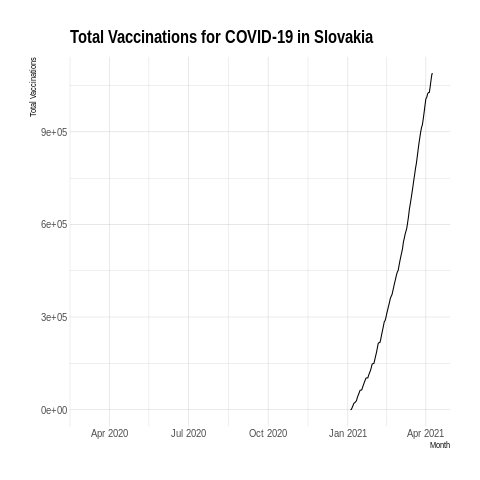 Total Vaccinations for COVID-19 in Slovakia
Total Vaccinations
9e+05
6e+05
3e+05
0e+00
Apr 2020 Jul 2020 Oct 2020 Jan 2021 Apr 2021
Month